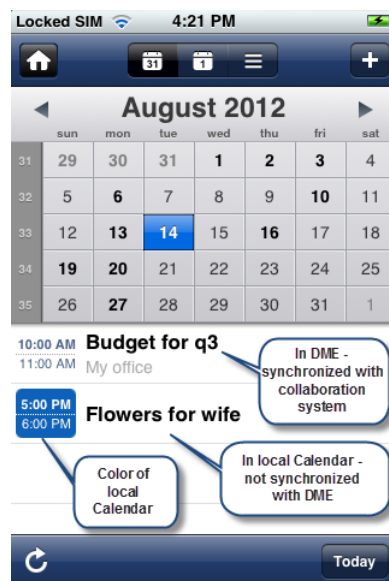 Locked SIM 4:21 PM
31 1
August 2012
sun mon tue wed thu fri sat
31 29 30 31 1 2 3 4
32 5 6 7 8 9 10 11
33 12 13 14 15 16 17 18
34 19 20 21 22 23 24 25
35 26 27 28 29 30 31 1
10:00 AM Budget for q3
11:00 AM My office
In DME -
synchronized with
collaboration
system
5:00 PM
6:00 PM
Flowers for wife
Color of
local
Calendar
In local Calendar -
not synchronized
with DME
Today